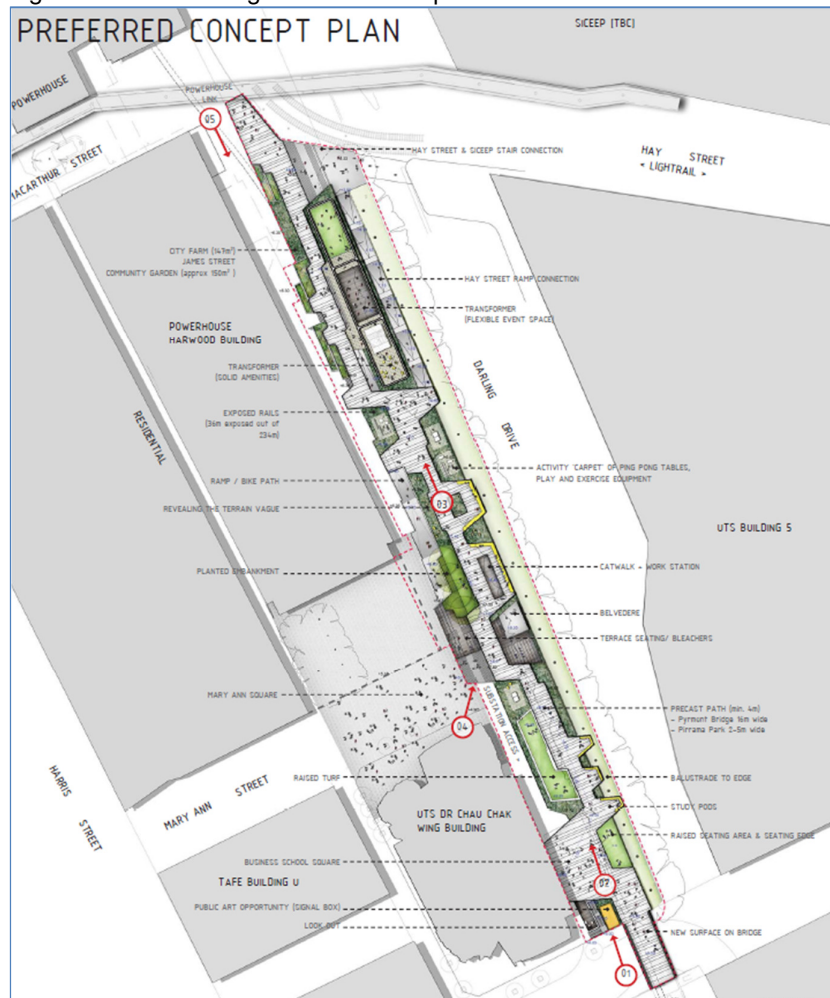 PREFERRED CONCEPT PLAN
SICEEP (TBC)
POWERHOUSE
POWERHOUSE
LINK
05
MACARTHUR STREET
HAY STREET & SICEEP STAIR CONNECTION
HAY STREET
< LIGHTRAIL >
CITY FARM (147m²)
JAMES STREET
COMMUNITY GARDEN (approx 150m² )
HAY STREET RAMP CONNECTION
TRANSFORMER
(FLEXIBLE EVENT SPACE)
POWERHOUSE
HARWOOD BUILDING
TRANSFORMER
(SOLID AMENITIES)
DARLING DRIVE
EXPOSED RAILS
(36m exposed out of
234m)
RESIDENTIAL
ACTIVITY 'CARPET' OF PING PONG TABLES,
PLAY AND EXERCISE EQUIPMENT
RAMP / BIKE PATH
03
REVEALING THE TERRAIN VAGUE
UTS BUILDING 5
PLANTED EMBANKMENT
CATWALK + WORK STATION
BELVEDERE
TERRACE SEATING/ BLEACHERS
MARY ANN SQUARE
SUBSTATION ACCESS
04
PRECAST PATH (min. 4m)
- Pyrmont Bridge 16m wide
- Pirrama Park 2-5m wide
HARRIS STREET
MARY ANN STREET
RAISED TURF
BALUSTRADE TO EDGE
STUDY PODS
UTS DR CHAU CHAK
WING BUILDING
RAISED SEATING AREA & SEATING EDGE
BUSINESS SCHOOL SQUARE
TAFE BUILDING U
02
PUBLIC ART OPPORTUNITY (SIGNAL BOX)
LOOK OUT
NEW SURFACE ON BRIDGE
01